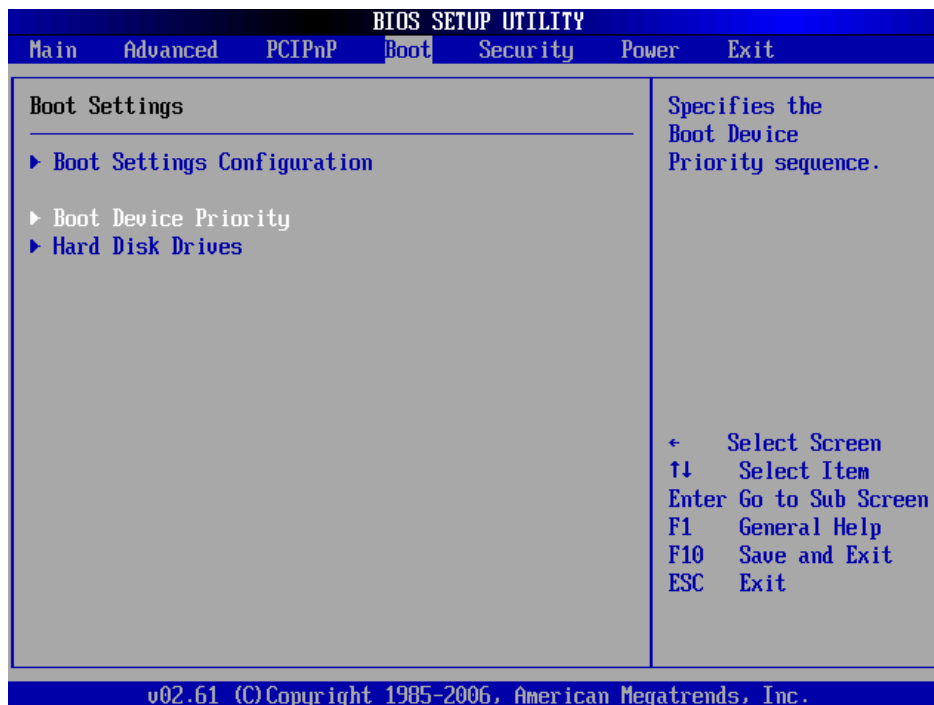 BIOS SETUP UTILITY
Main Advanced PCIPnP Boot Security Power Exit
Boot Settings
▶ Boot Settings Configuration
▶ Boot Device Priority
▶ Hard Disk Drives
Specifies the
Boot Device
Priority sequence.
← Select Screen
↑↓ Select Item
Enter Go to Sub Screen
F1 General Help
F10 Save and Exit
ESC Exit
v02.61 (C)Copyright 1985-2006, American Megatrends, Inc.